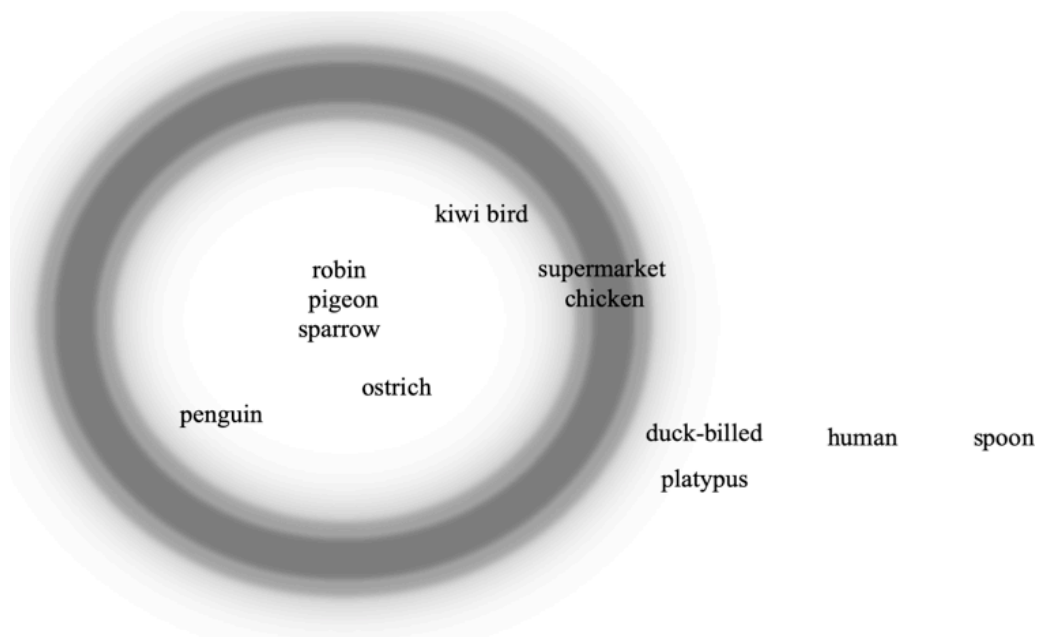 kiwi bird
robin
supermarket
pigeon
chicken
sparrow
ostrich
penguin
duck-billed
human
spoon
platypus